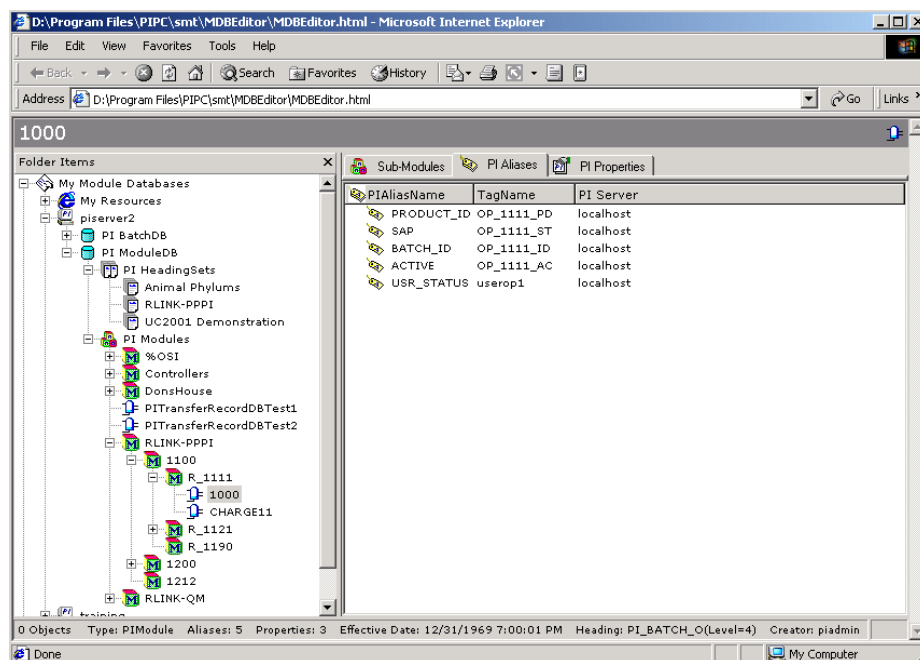 D:\Program Files\PIPC\smt\MDBEditor\MDBEditor.html - Microsoft Internet Explorer
File Edit View Favorites Tools Help
Back Search Favorites History
Address D:\Program Files\PIPC\smt\MDBEditor\MDBEditor.html Go Links
1000
Folder Items
My Module Databases
My Resources
piserver2
PI BatchDB
PI ModuleDB
PI HeadingSets
Animal Phylums
RLINK-PPPI
UC2001 Demonstration
PI Modules
%OSI
Controllers
DonsHouse
PITransferRecordDBTest1
PITransferRecordDBTest2
RLINK-PPPI
1100
R_1111
1000
CHARGE11
R_1121
R_1190
1200
1212
RLINK-QM
training
Sub-Modules PI Aliases PI Properties
PIAliasName TagName PI Server
PRODUCT_ID OP_1111_PD localhost
SAP OP_1111_ST localhost
BATCH_ID OP_1111_ID localhost
ACTIVE OP_1111_AC localhost
USR_STATUS userop1 localhost
0 Objects Type: PIModule Aliases: 5 Properties: 3 Effective Date: 12/31/1969 7:00:01 PM Heading: PI_BATCH_O(Level=4) Creator: piadmin
Done My Computer